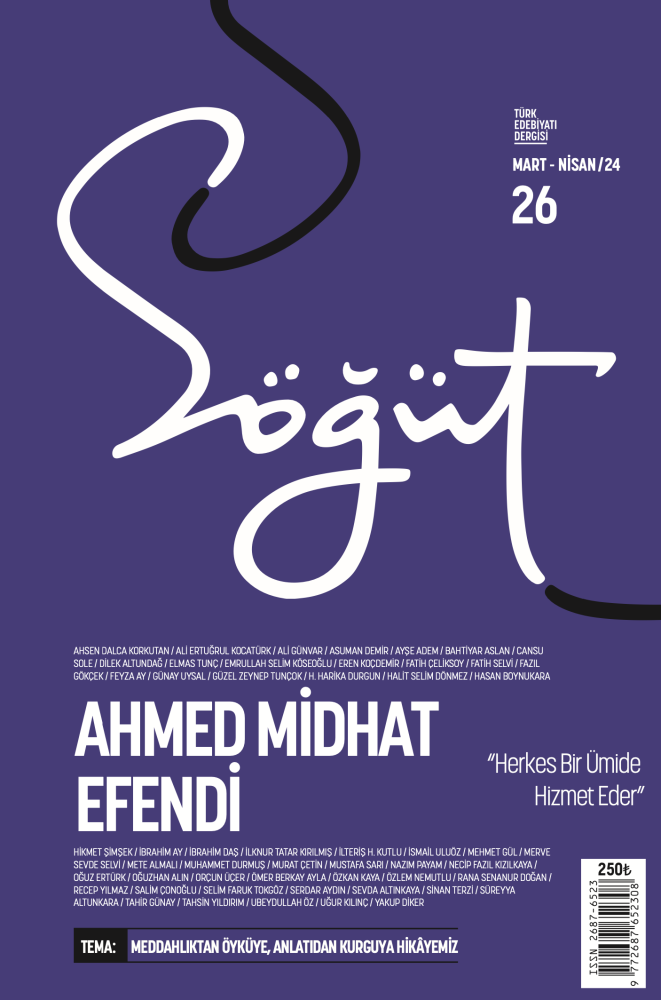 TÜRK
EDEBİYATI
DERGİSİ
MART - NİSAN/24
26
Söğüt
AHSEN DALCA KORKUTAN / ALİ ERTUĞRUL KOCATÜRK / ALİ GÜNVAR / ASUMAN DEMİR / AYŞE ADEM / BAHTİYAR ASLAN / CANSU
SOLE / DİLEK ALTUNDAĞ / ELMAS TUNÇ / EMRULLAH SELİM KÖSEOĞLU / EREN KOÇDEMİR / FATİH ÇELİKSOY / FATİH SELVİ / FAZIL
GÖKÇEK / FEYZA AY / GÜNAY UYSAL / GÜZEL ZEYNEP TUNÇOK / H. HARİKA DURGUN / HALİT SELİM DÖNMEZ / HASAN BOYNUKARA
AHMED MİDHAT
EFENDİ
"Herkes Bir Ümide
Hizmet Eder"
HİKMET ŞİMŞEK / İBRAHİM AY / İBRAHİM DAŞ / İLKNUR TATAR KIRILMIŞ / İLTERİŞ H. KUTLU / İSMAİL ULUÖZ / MEHMET GÜL / MERVE
SEVDE SELVİ / METE ALMALI / MUHAMMET DURMUŞ / MURAT ÇETİN / MUSTAFA SARI / NAZIM PAYAM / NECİP FAZIL KIZILKAYA /
OĞUZ ERTÜRK / OĞUZHAN ALIN / ORÇUN ÜÇER / ÖMER BERKAY AYLA / ÖZKAN KAYA / ÖZLEM NEMUTLU / RANA SENANUR DOĞAN /
RECEP YILMAZ / SALİM ÇONOĞLU / SELİM FARUK TOKGÖZ / SERDAR AYDIN / SEVDA ALTINKAYA / SİNAN TERZİ / SÜREYYA
ALTUNKARA / TAHİR GÜNAY / TAHSİN YILDIRIM / UBEYDULLAH ÖZ / UĞUR KILINÇ / YAKUP DİKER
250₺
ISSN 2687-6523
9 772687 652308
TEMA: MEDDAHLIKTAN ÖYKÜYE, ANLATIDAN KURGUYA HİKÂYEMİZ